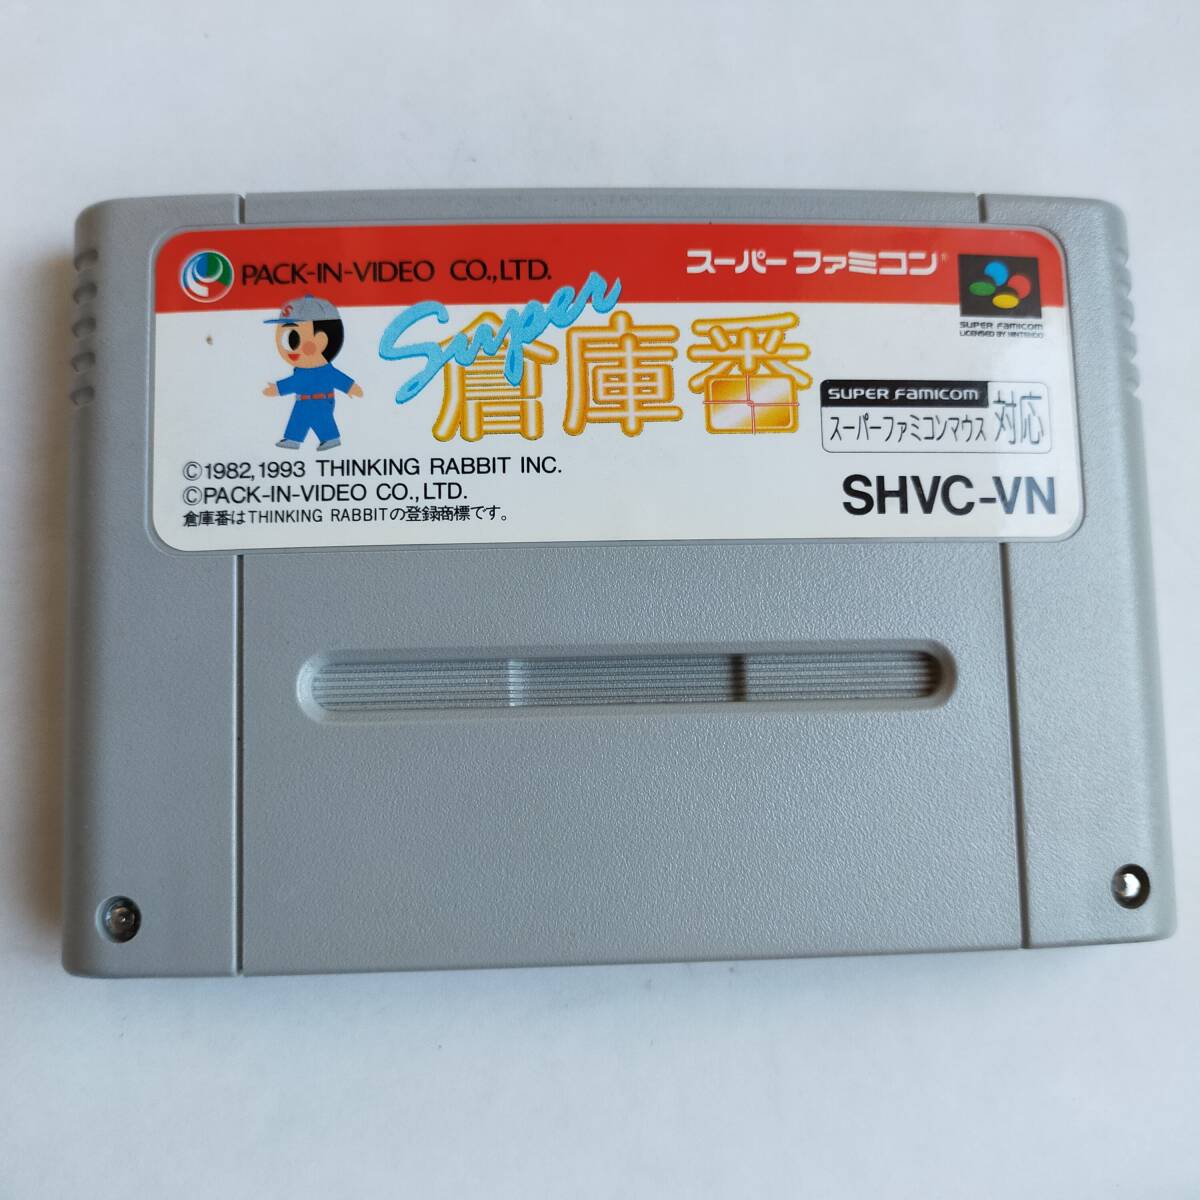 PACK-IN-VIDEO CO.,LTD.
スーパーファミコン®
SUPER FAMICOM
LICENSED BY NINTENDO
S
Super
倉庫番
SUPER FAMICOM
スーパーファミコンマウス 対応
©1982,1993 THINKING RABBIT INC.
©PACK-IN-VIDEO CO.,LTD.
倉庫番はTHINKING RABBITの登録商標です。
SHVC-VN